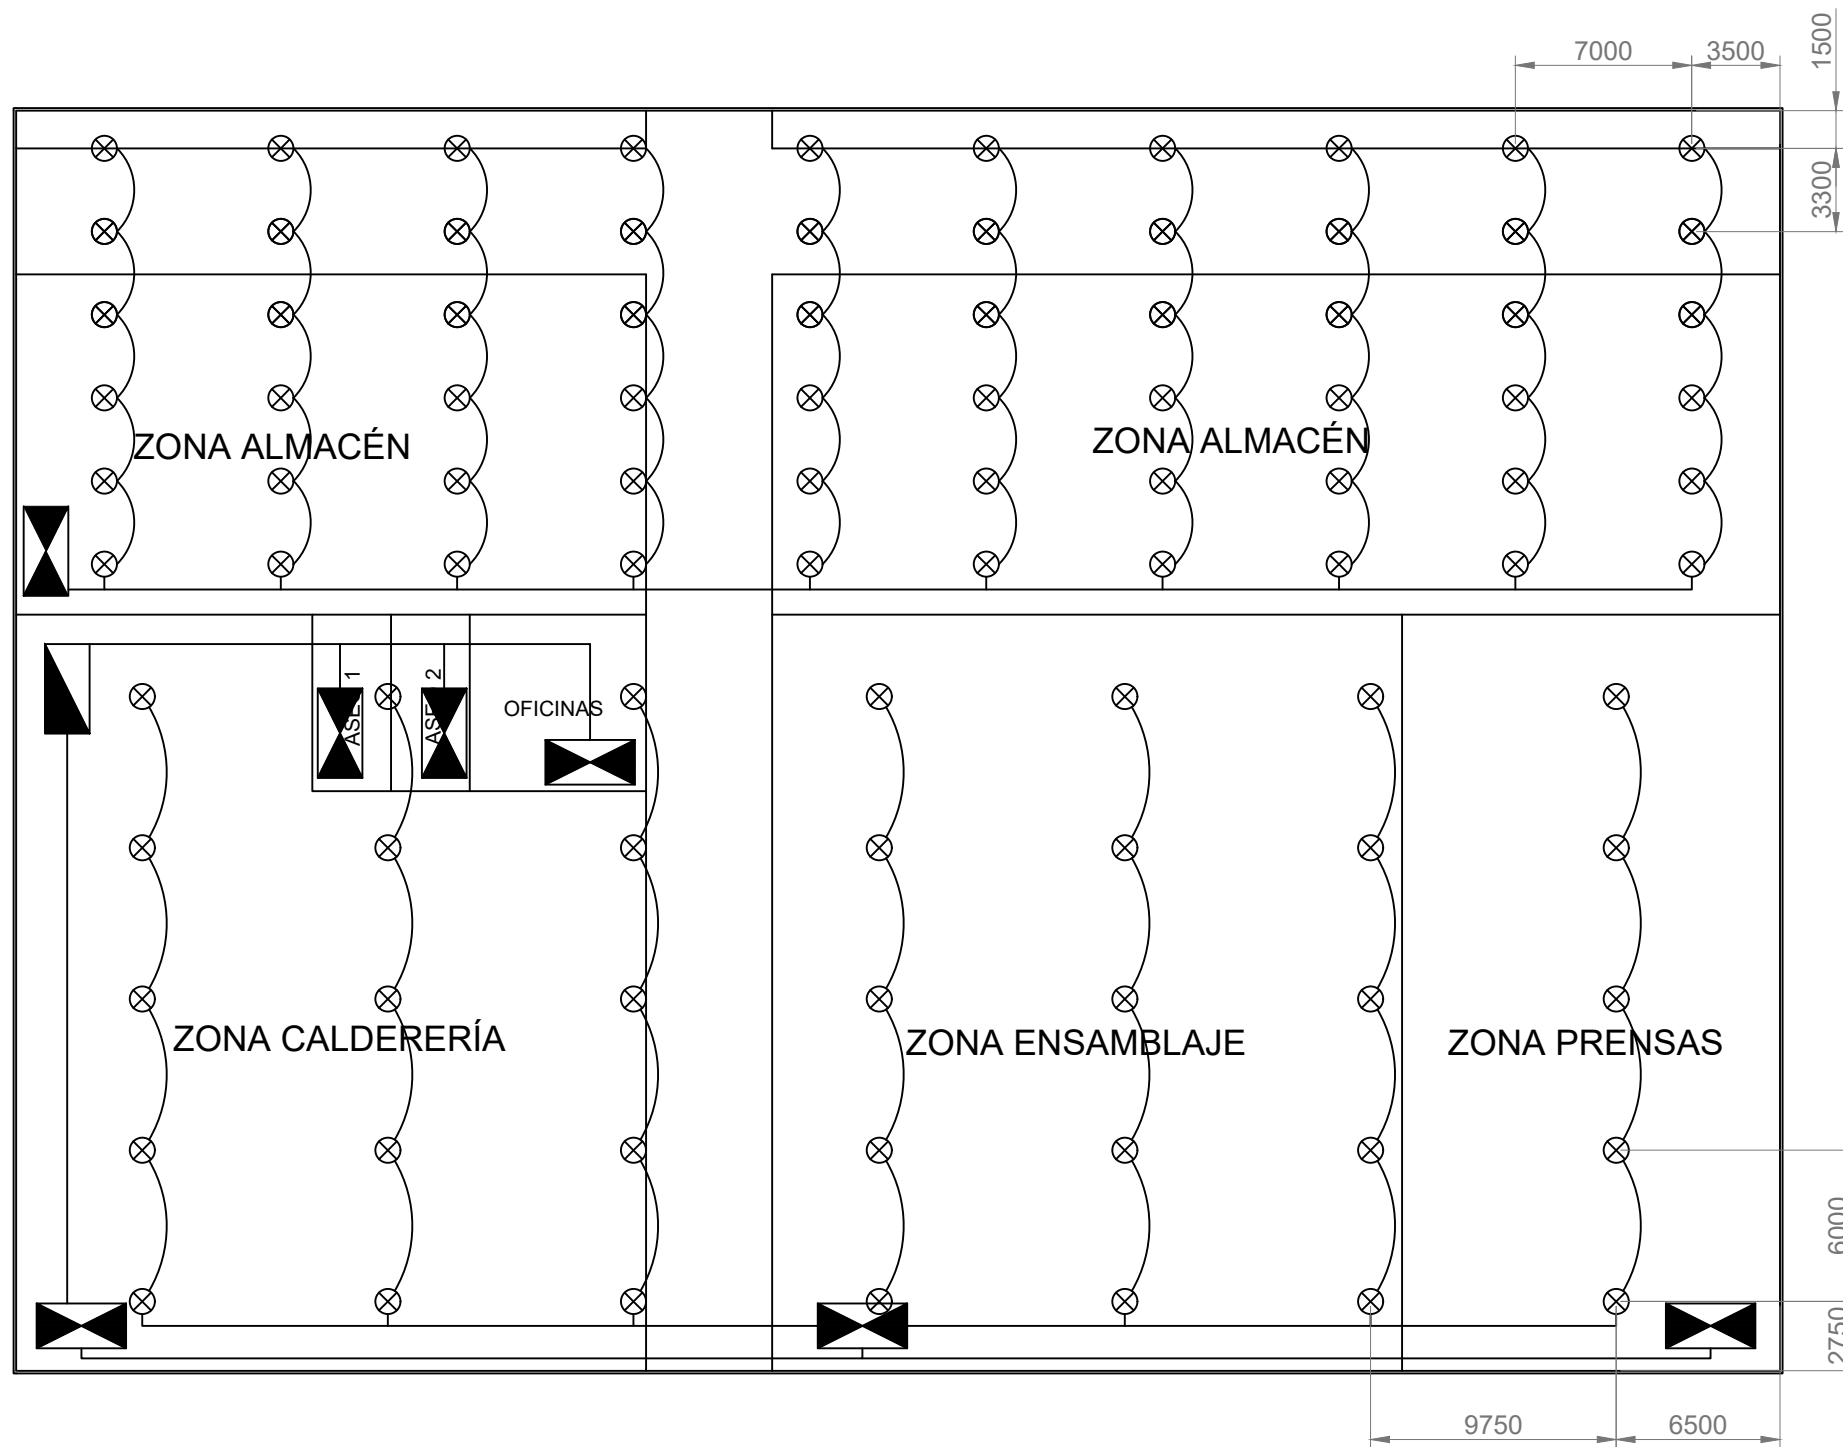 1500
7000
3500
3300
ZONA ALMACÉN
ZONA ALMACÉN
1
2
OFICINAS
ZONA CALDERERÍA
ZONA ENSAMBLAJE
ZONA PRENSAS
6000
2750
9750
6500